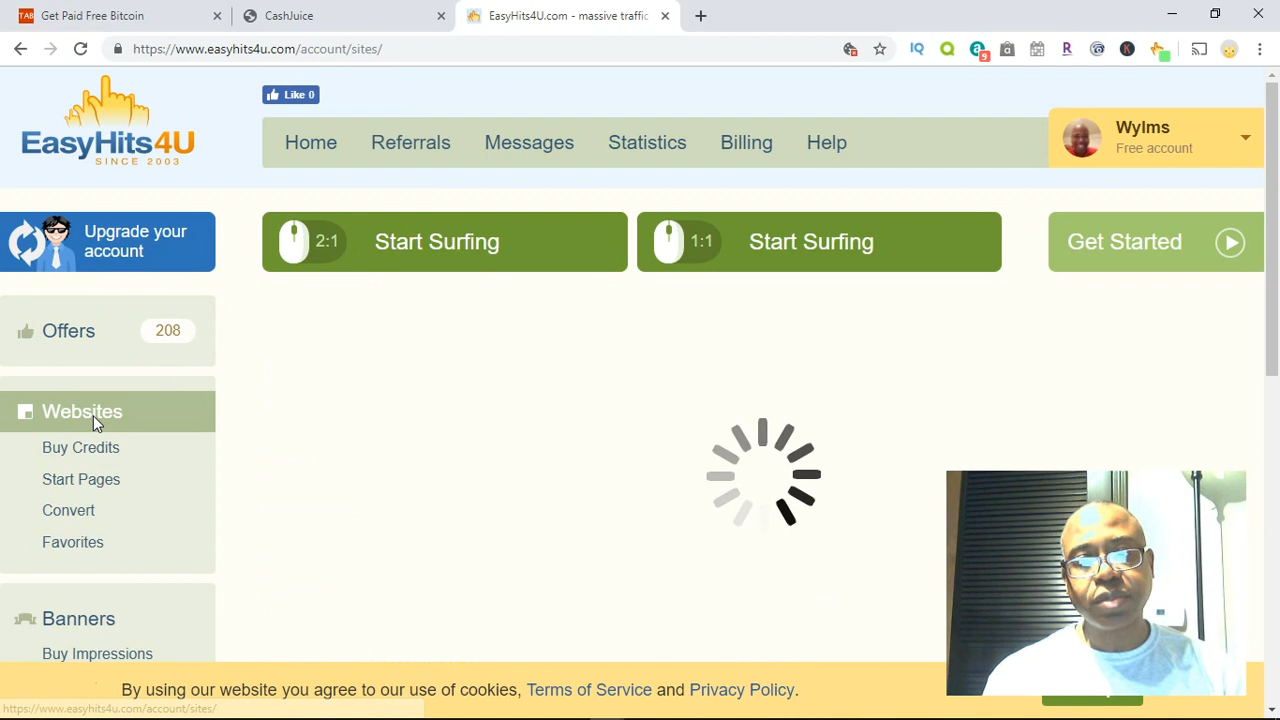 Get Paid Free Bitcoin
CashJuice
EasyHits4U.com - massive traffic
https://www.easyhits4u.com/account/sites/
EasyHits4U
SINCE 2003
Like 0
Home Referrals Messages Statistics Billing Help
Wylms
Free account
Upgrade your
account
2:1 Start Surfing
1:1 Start Surfing
Get Started
Offers 208
Websites
Buy Credits
Start Pages
Convert
Favorites
Banners
Buy Impressions
By using our website you agree to our use of cookies, Terms of Service and Privacy Policy.
https://www.easyhits4u.com/account/sites/